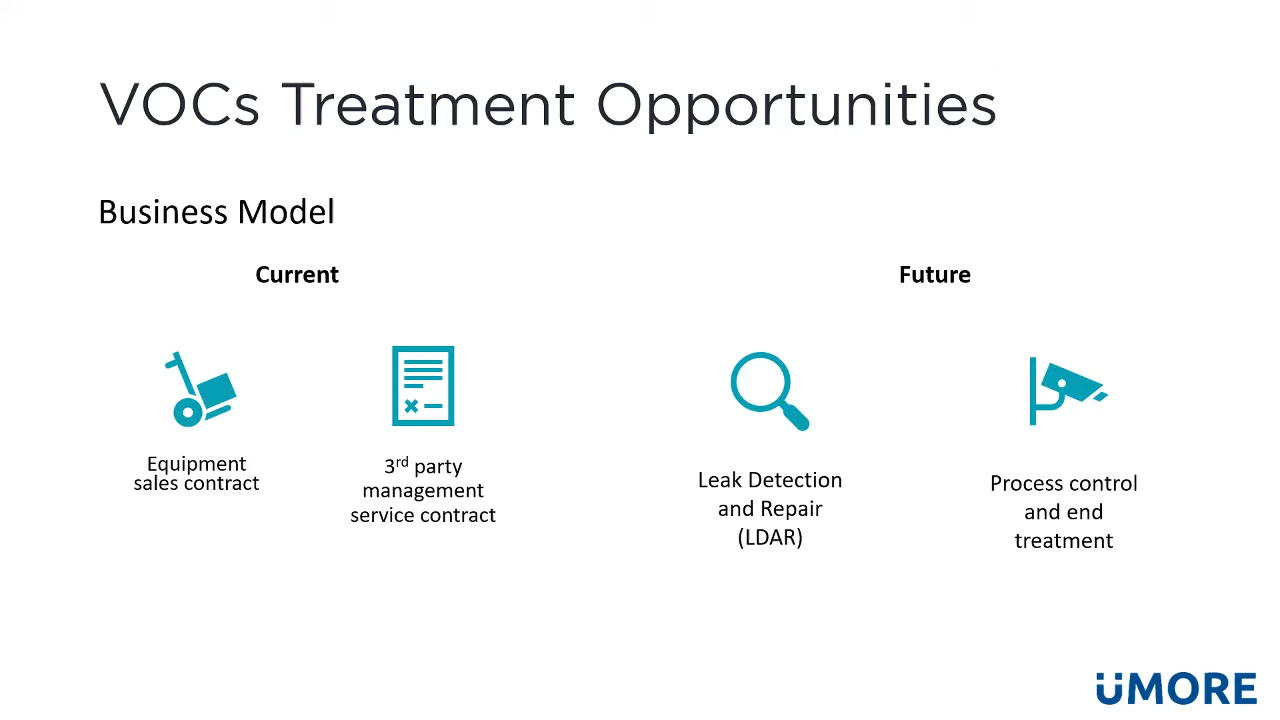 VOCs Treatment Opportunities
Business Model
Current
Future
Equipment
sales contract
3rd party
management
service contract
Leak Detection
and Repair
(LDAR)
Process control
and end
treatment
ÜMORE